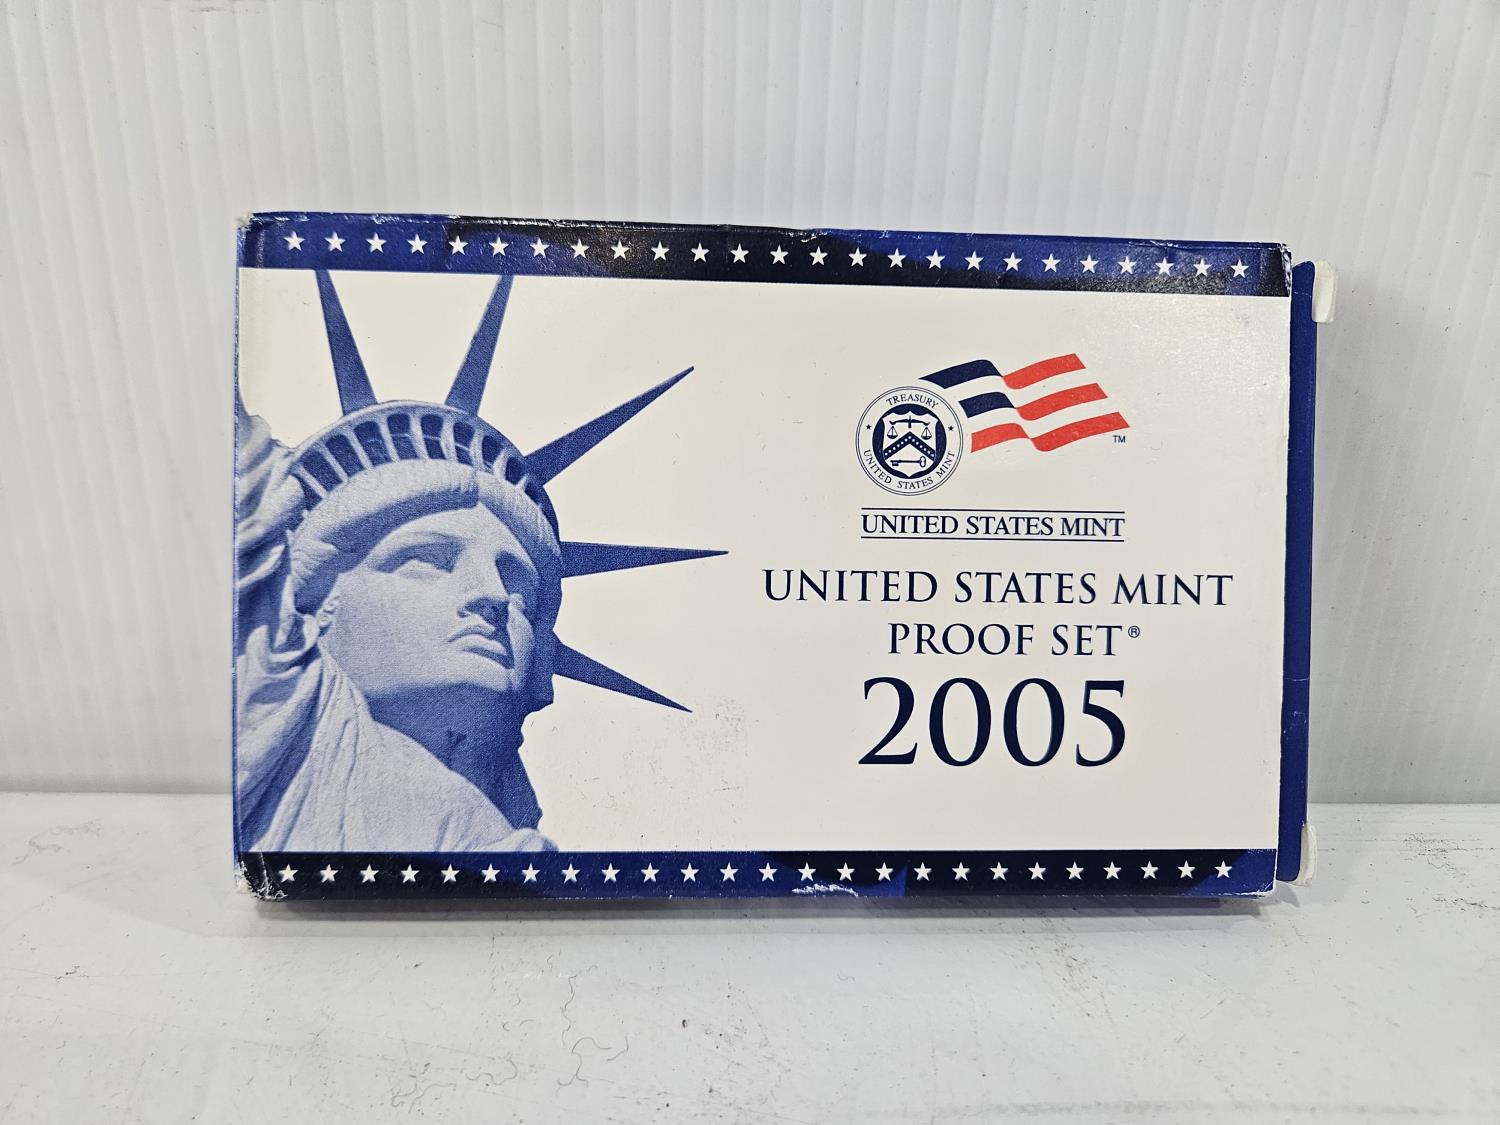 TREASURY
UNITED STATES MINT
TM
UNITED STATES MINT
UNITED STATES MINT
PROOF SET®
2005